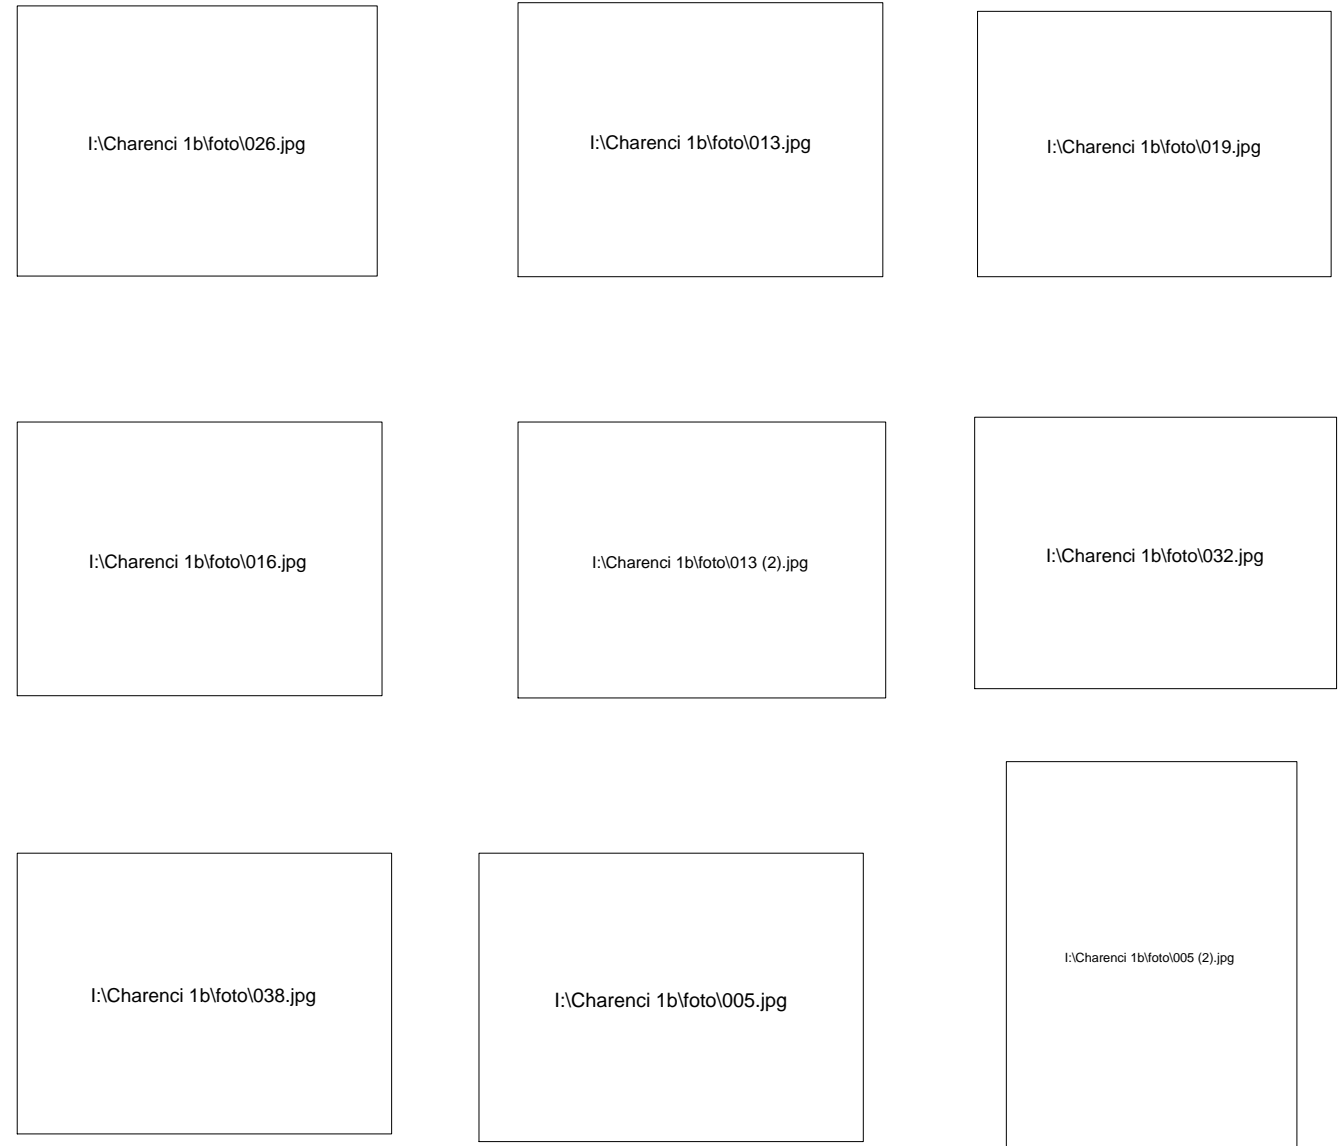 I:\Charenci 1b\foto\026.jpg
I:\Charenci 1b\foto\013.jpg
I:\Charenci 1b\foto\019.jpg
I:\Charenci 1b\foto\016.jpg
I:\Charenci 1b\foto\013 (2).jpg
I:\Charenci 1b\foto\032.jpg
I:\Charenci 1b\foto\038.jpg
I:\Charenci 1b\foto\005.jpg
I:\Charenci 1b\foto\005 (2).jpg